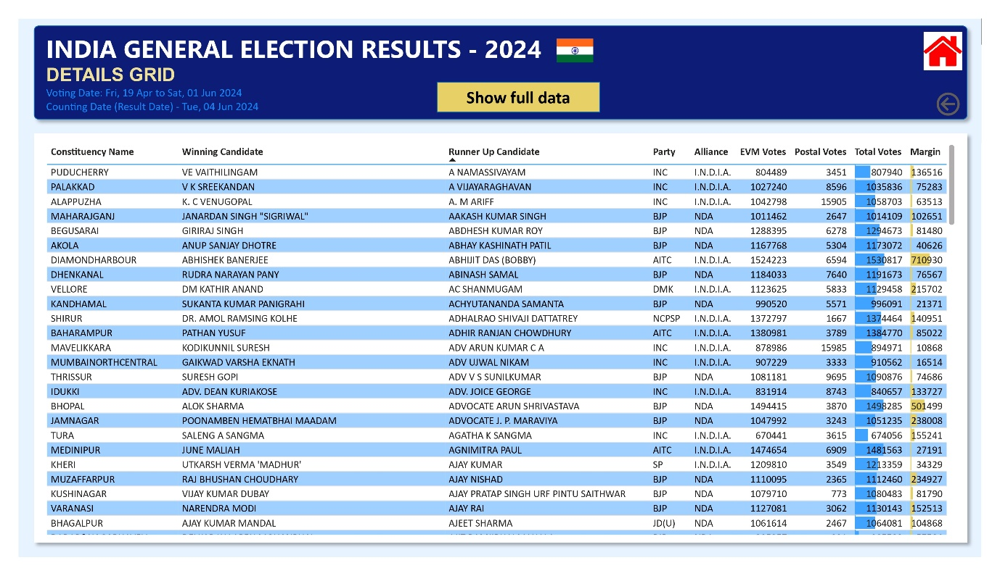 INDIA GENERAL ELECTION RESULTS - 2024
DETAILS GRID
Voting Date: Fri, 19 Apr to Sat, 01 Jun 2024
Counting Date (Result Date) - Tue, 04 Jun 2024
Show full data
Constituency Name Winning Candidate Runner Up Candidate Party Alliance EVM Votes Postal Votes Total Votes Margin
PUDUCHERRY VE VAITHILINGAM A NAMASSIVAYAM INC I.N.D.I.A. 804489 3451 807940 136516
PALAKKAD V K SREEKANDAN A VIJAYARAGHAVAN INC I.N.D.I.A. 1027240 8596 1035836 75283
ALAPPUZHA K. C VENUGOPAL A. M ARIFF INC I.N.D.I.A. 1042798 15905 1058703 63513
MAHARAJGANJ JANARDAN SINGH "SIGRIWAL" AAKASH KUMAR SINGH BJP NDA 1011462 2647 1014109 102651
BEGUSARAI GIRIRAJ SINGH ABDHESH KUMAR ROY BJP NDA 1288395 6278 1294673 81480
AKOLA ANUP SANJAY DHOTRE ABHAY KASHINATH PATIL BJP NDA 1167768 5304 1173072 40626
DIAMONDHARBOUR ABHISHEK BANERJEE ABHIJIT DAS (BOBBY) AITC I.N.D.I.A. 1524223 6594 1530817 710930
DHENKANAL RUDRA NARAYAN PANY ABINASH SAMAL BJP NDA 1184033 7640 1191673 76567
VELLORE DM KATHIR ANAND AC SHANMUGAM DMK I.N.D.I.A. 1123625 5833 1129458 215702
KANDHAMAL SUKANTA KUMAR PANIGRAHI ACHYUTANANDA SAMANTA BJP NDA 990520 5571 996091 21371
SHIRUR DR. AMOL RAMSING KOLHE ADHALRAO SHIVAJI DATTATREY NCPSP I.N.D.I.A. 1372797 1667 1374464 140951
BAHARAMPUR PATHAN YUSUF ADHIR RANJAN CHOWDHURY AITC I.N.D.I.A. 1380981 3789 1384770 85022
MAVELIKKARA KODIKUNNIL SURESH ADV ARUN KUMAR C A INC I.N.D.I.A. 878986 15985 894971 10868
MUMBAINORTHCENTRAL GAIKWAD VARSHA EKNATH ADV UJWAL NIKAM INC I.N.D.I.A. 907229 3333 910562 16514
THRISSUR SURESH GOPI ADV V S SUNILKUMAR BJP NDA 1081181 9695 1090876 74686
IDUKKI ADV. DEAN KURIAKOSE ADV. JOICE GEORGE INC I.N.D.I.A. 831914 8743 840657 133727
BHOPAL ALOK SHARMA ADVOCATE ARUN SHRIVASTAVA BJP NDA 1494415 3870 1498285 501499
JAMNAGAR POONAMBEN HEMATBHAI MAADAM ADVOCATE J. P. MARAVIYA BJP NDA 1047992 3243 1051235 238008
TURA SALENG A SANGMA AGATHA K SANGMA INC I.N.D.I.A. 670441 3615 674056 155241
MEDINIPUR JUNE MALIAH AGNIMITRA PAUL AITC I.N.D.I.A. 1474654 6909 1481563 27191
KHERI UTKARSH VERMA 'MADHUR' AJAY KUMAR SP I.N.D.I.A. 1209810 3549 1213359 34329
MUZAFFARPUR RAJ BHUSHAN CHOUDHARY AJAY NISHAD BJP NDA 1110095 2365 1112460 234927
KUSHINAGAR VIJAY KUMAR DUBAY AJAY PRATAP SINGH URF PINTU SAITHWAR BJP NDA 1079710 773 1080483 81790
VARANASI NARENDRA MODI AJAY RAI BJP NDA 1127081 3062 1130143 152513
BHAGALPUR AJAY KUMAR MANDAL AJEET SHARMA JD(U) NDA 1061614 2467 1064081 104868